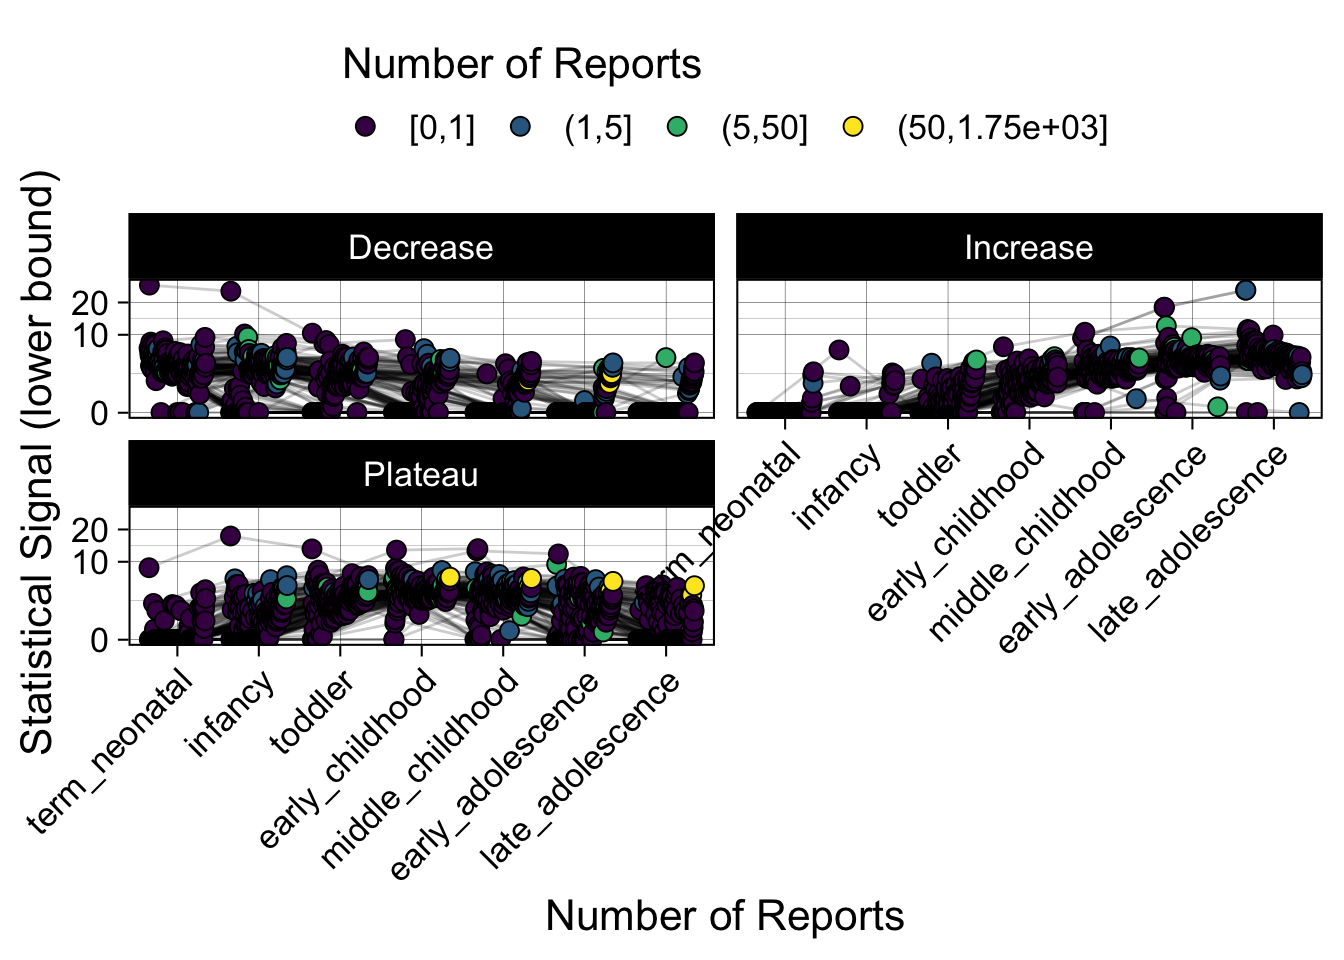 Number of Reports
[0,1] (1,5] (5,50] (50,1.75e+03]
Statistical Signal (lower bound)
Decrease
20
10
0
Increase
term_neonatal
infancy
toddler
early_childhood
middle_childhood
early_adolescence
late_adolescence
Plateau
20
10
0
term_neonatal
infancy
toddler
early_childhood
middle_childhood
early_adolescence
late_adolescence
Number of Reports